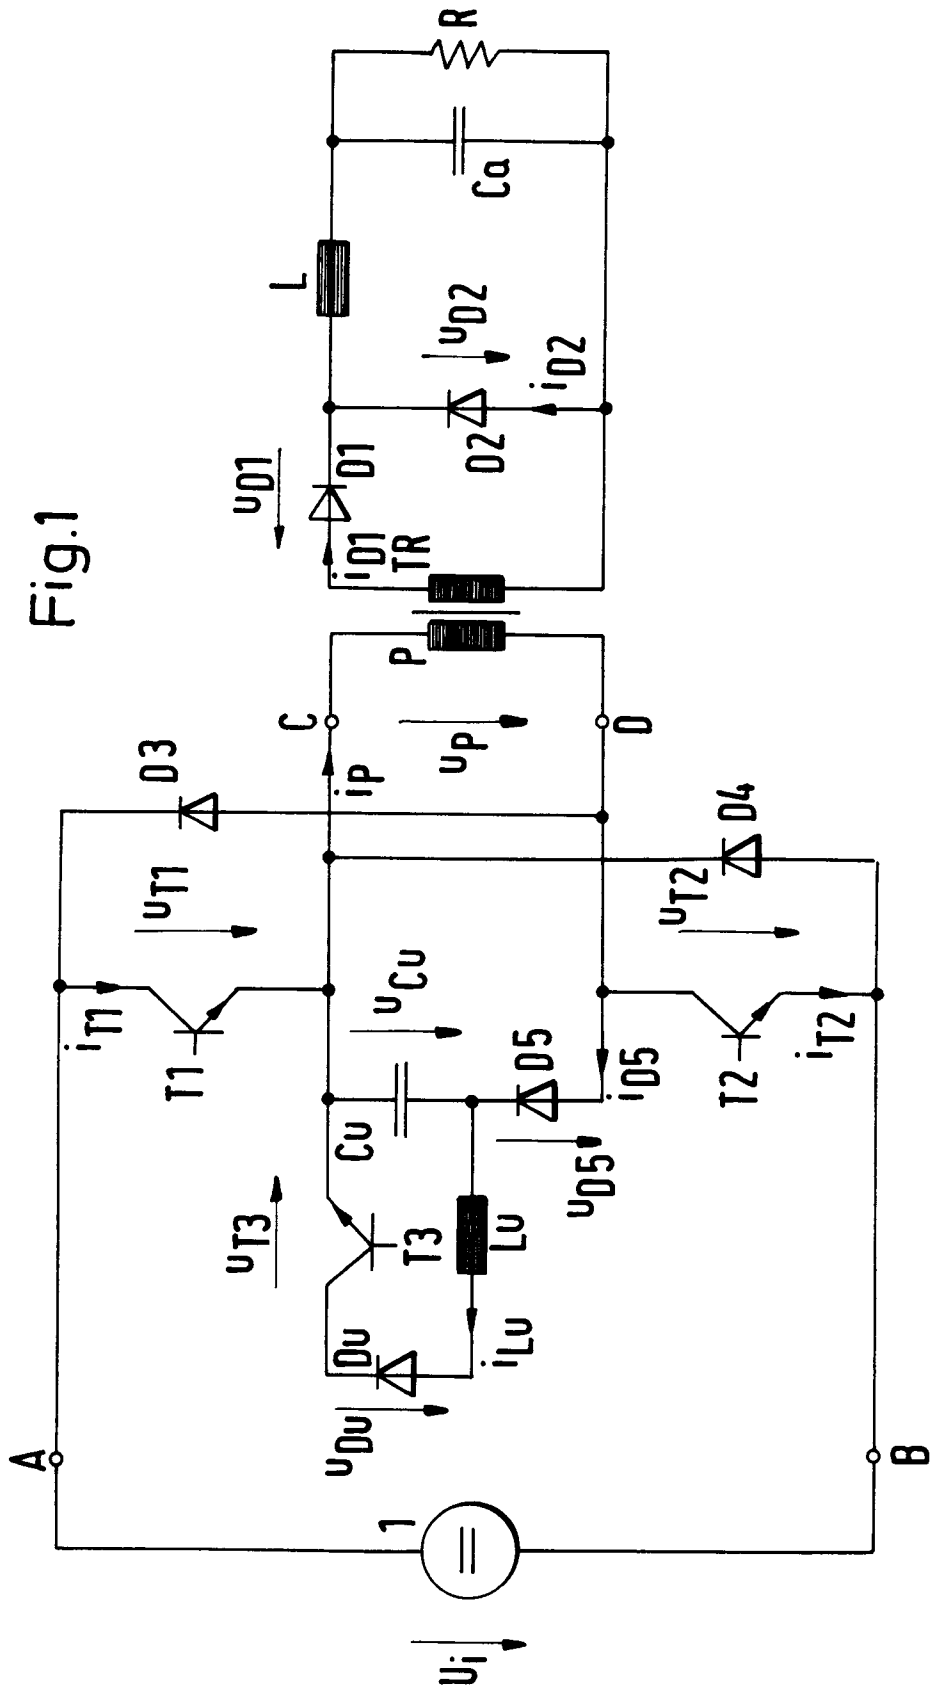 Fig.1
A
iT1
T1
uT1
D3
C
iP
P
uP
D
uT3
T3
Du
uDu
Cu
uCu
Lu
iLu
D5
uD5
iD5
T2
iT2
uT2
D4
B
1
Ui
TR
iD1
uD1
D1
L
D2
uD2
iD2
Ca
R